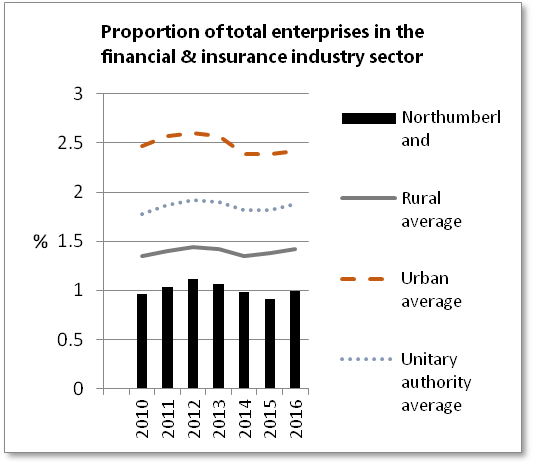 Proportion of total enterprises in the
financial & insurance industry sector
3
2.5
2
1.5
1
0.5
0
%
2010
2011
2012
2013
2014
2015
2016
Northumberl
and
Rural
average
Urban
average
Unitary
authority
average